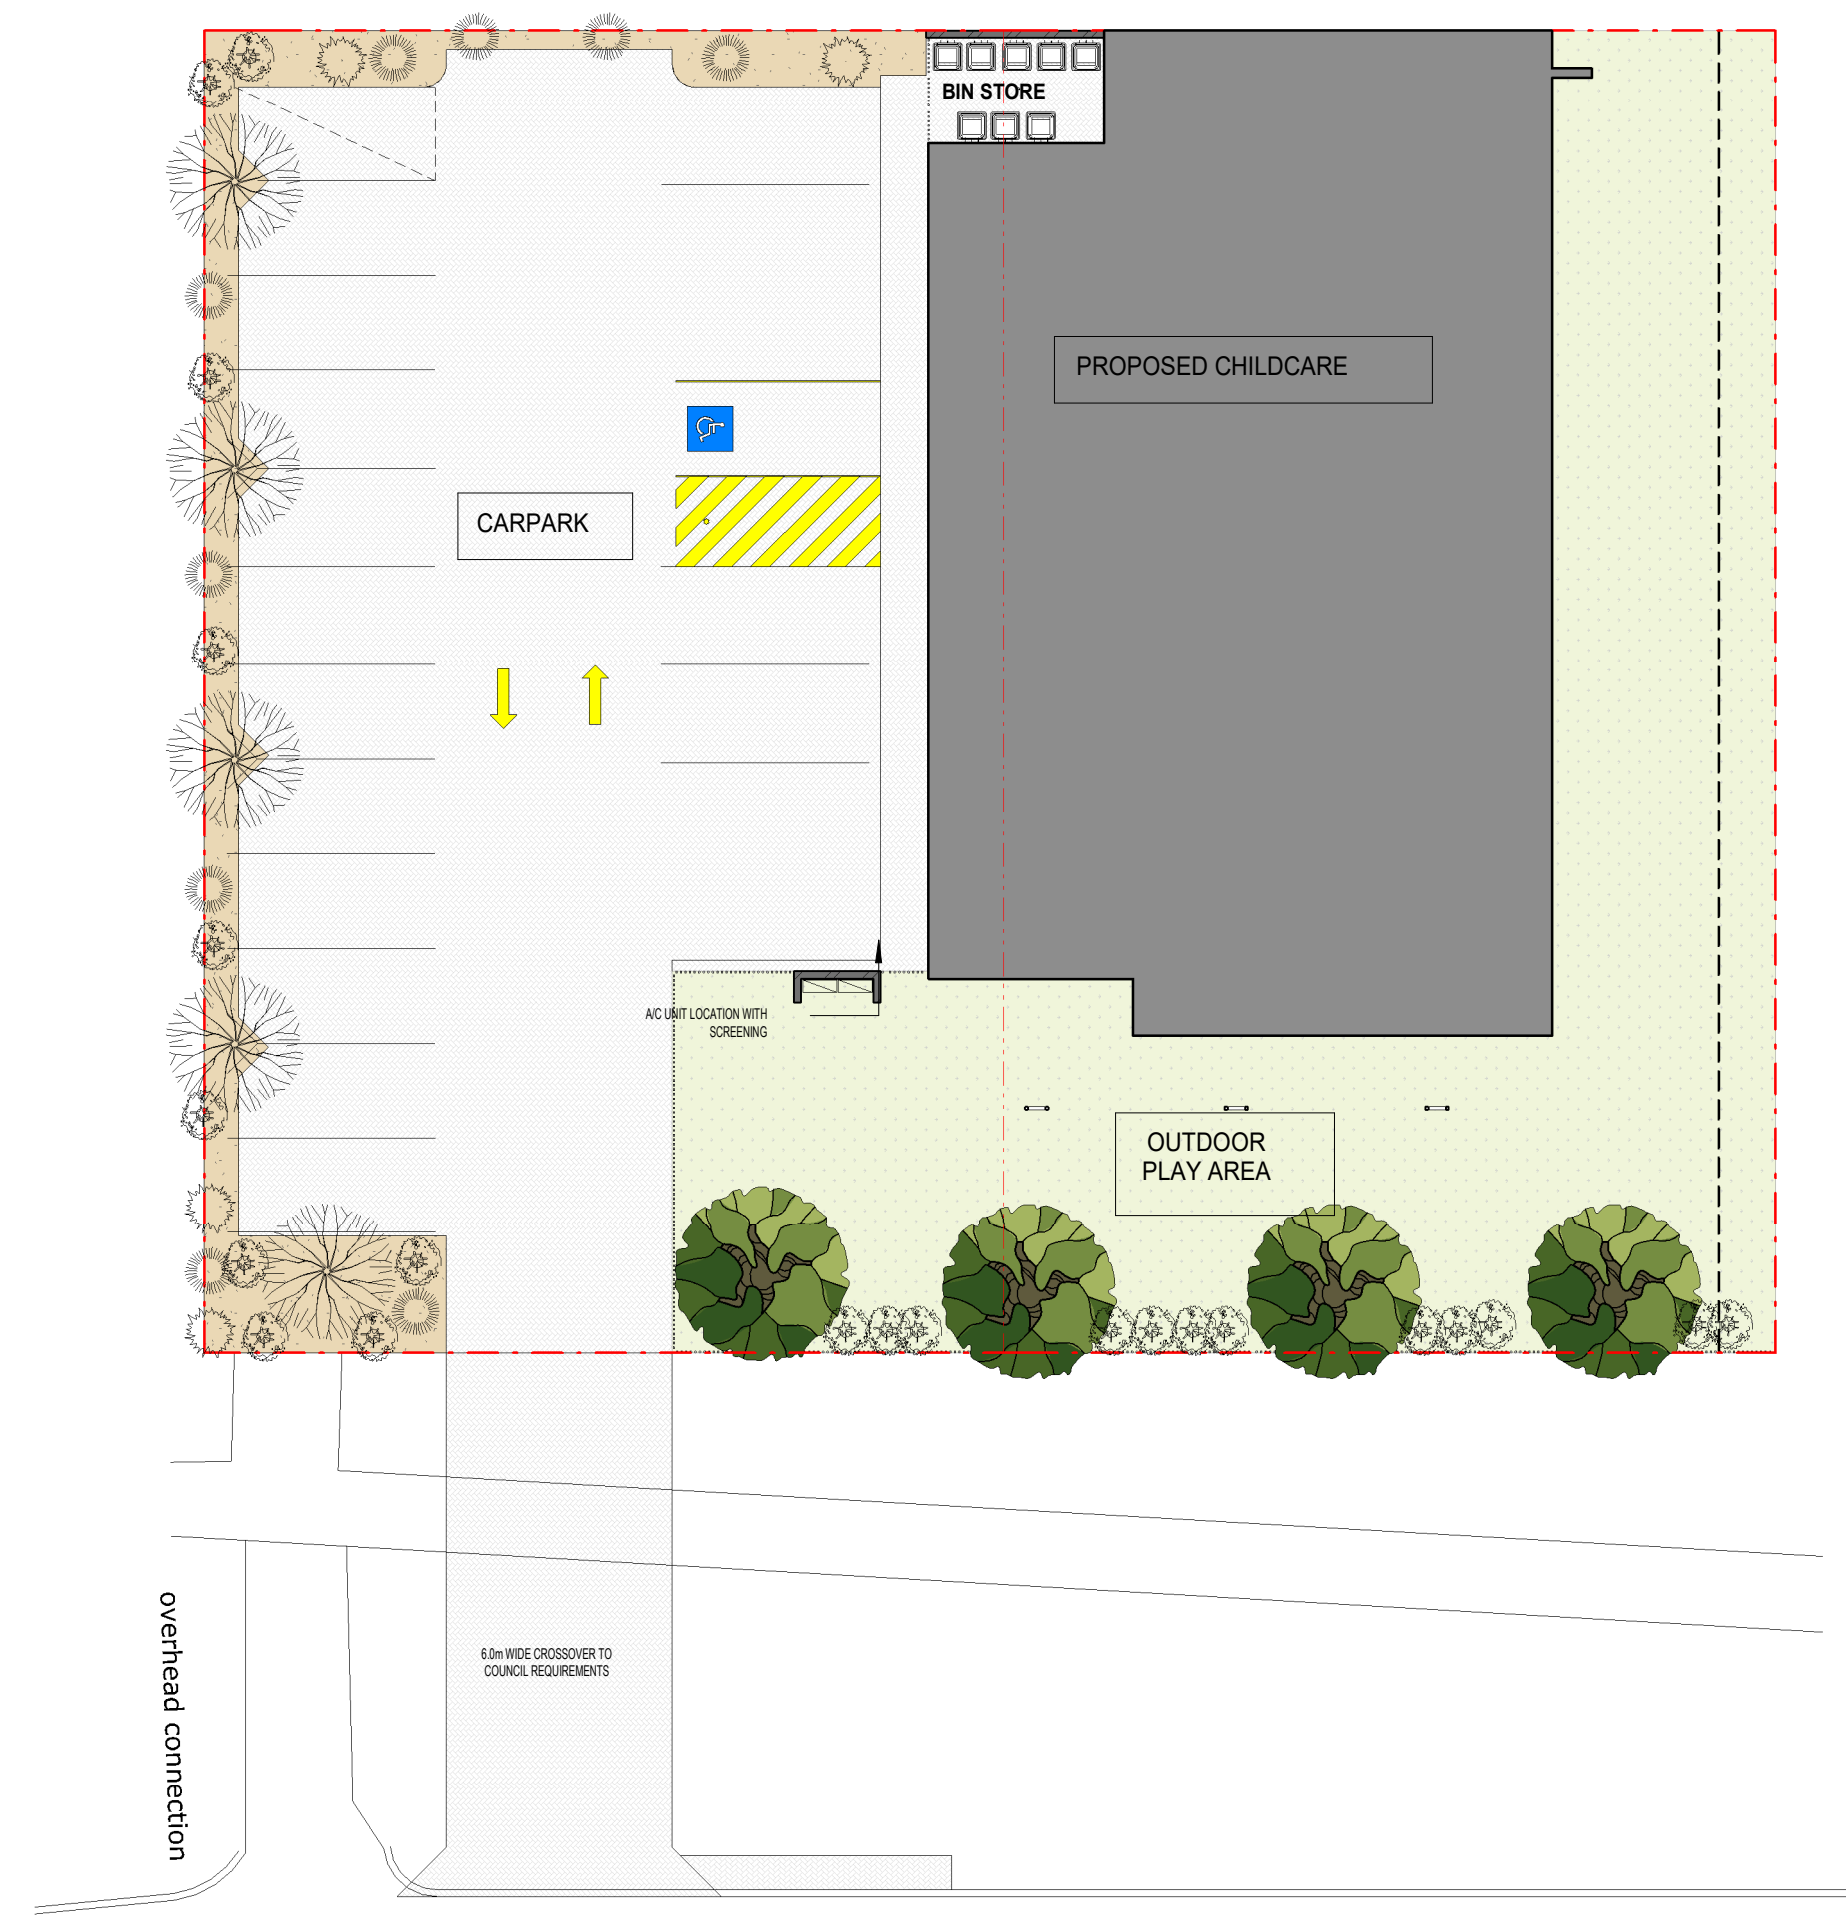 BIN STORE
PROPOSED CHILDCARE
CARPARK
A/C UNIT LOCATION WITH
SCREENING
OUTDOOR
PLAY AREA
6.0m WIDE CROSSOVER TO
COUNCIL REQUIREMENTS
overhead connection